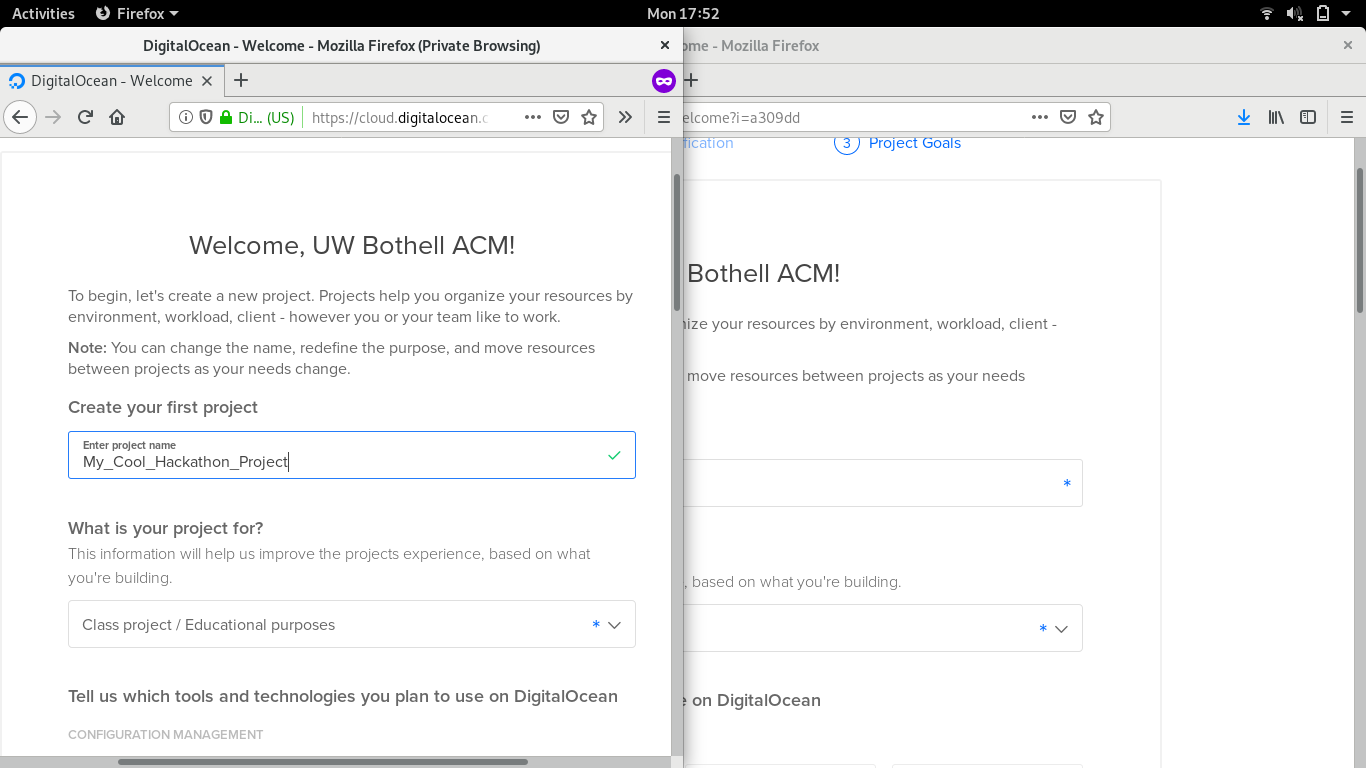 Activities
Firefox
Mon 17:52
DigitalOcean - Welcome - Mozilla Firefox (Private Browsing)
DigitalOcean - Welcome
Di... (US)
https://cloud.digitalocean.c
Welcome, UW Bothell ACM!
To begin, let's create a new project. Projects help you organize your resources by
environment, workload, client - however you or your team like to work.
Note: You can change the name, redefine the purpose, and move resources
between projects as your needs change.
Create your first project
Enter project name
My_Cool_Hackathon_Project
What is your project for?
This information will help us improve the projects experience, based on what
you're building.
Class project / Educational purposes
*
Tell us which tools and technologies you plan to use on DigitalOcean
CONFIGURATION MANAGEMENT
ome - Mozilla Firefox
elcome?i=a309dd
fication
3 Project Goals
Bothell ACM!
nize your resources by environment, workload, client -
move resources between projects as your needs
*
, based on what you're building.
*
e on DigitalOcean